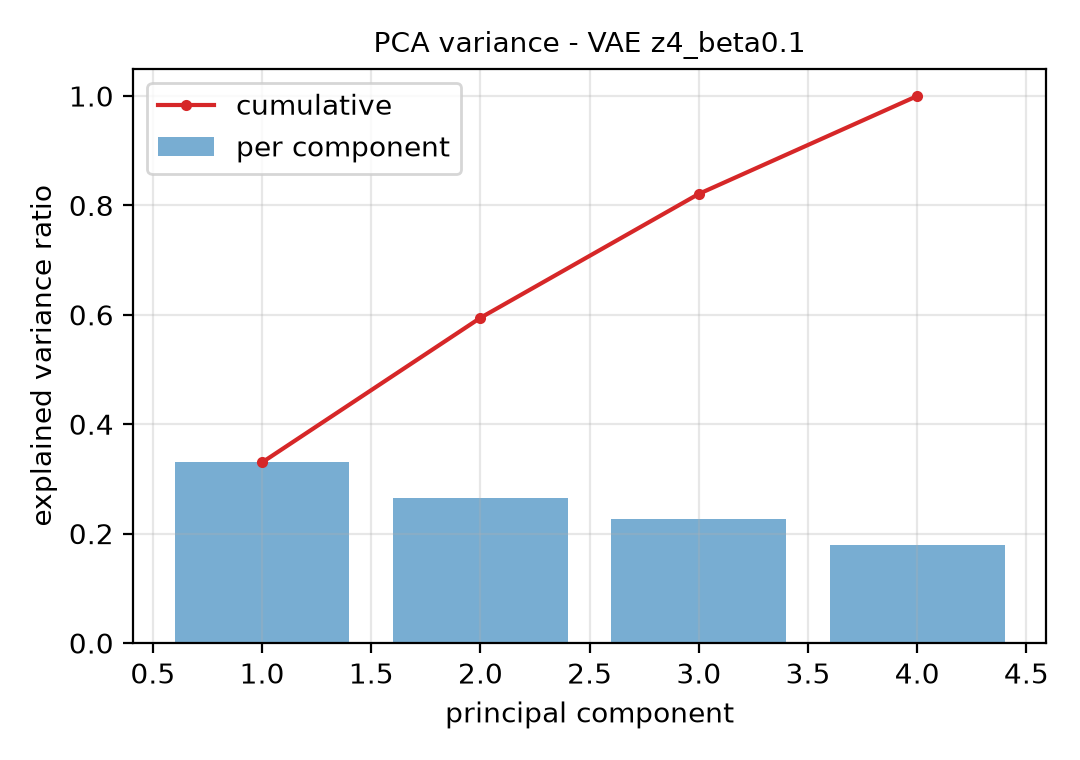 PCA variance - VAE z4_beta0.1
cumulative
per component
explained variance ratio
1.0
0.8
0.6
0.4
0.2
0.0
0.5 1.0 1.5 2.0 2.5 3.0 3.5 4.0 4.5
principal component